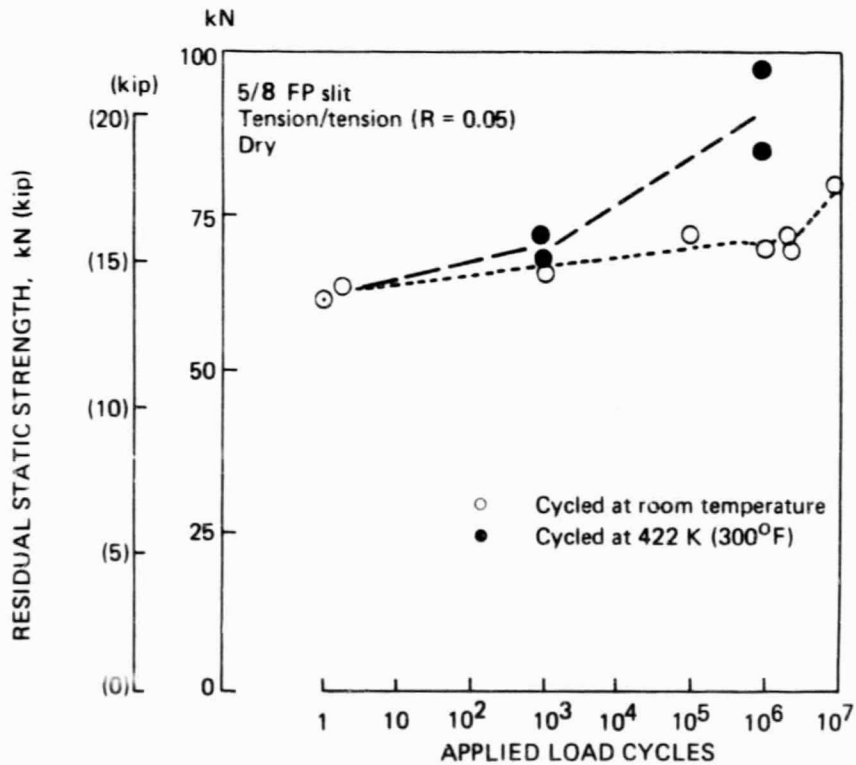 kN
100
(kip)
5/8 FP slit
(20)
Tension/tension (R = 0.05)
Dry
75
(15)
50
(10)
RESIDUAL STATIC STRENGTH, kN (kip)
Cycled at room temperature
25
Cycled at 422 K (300°F)
(5)
(0)
0
1 10 10² 10³ 10⁴ 10⁵ 10⁶ 10⁷
APPLIED LOAD CYCLES